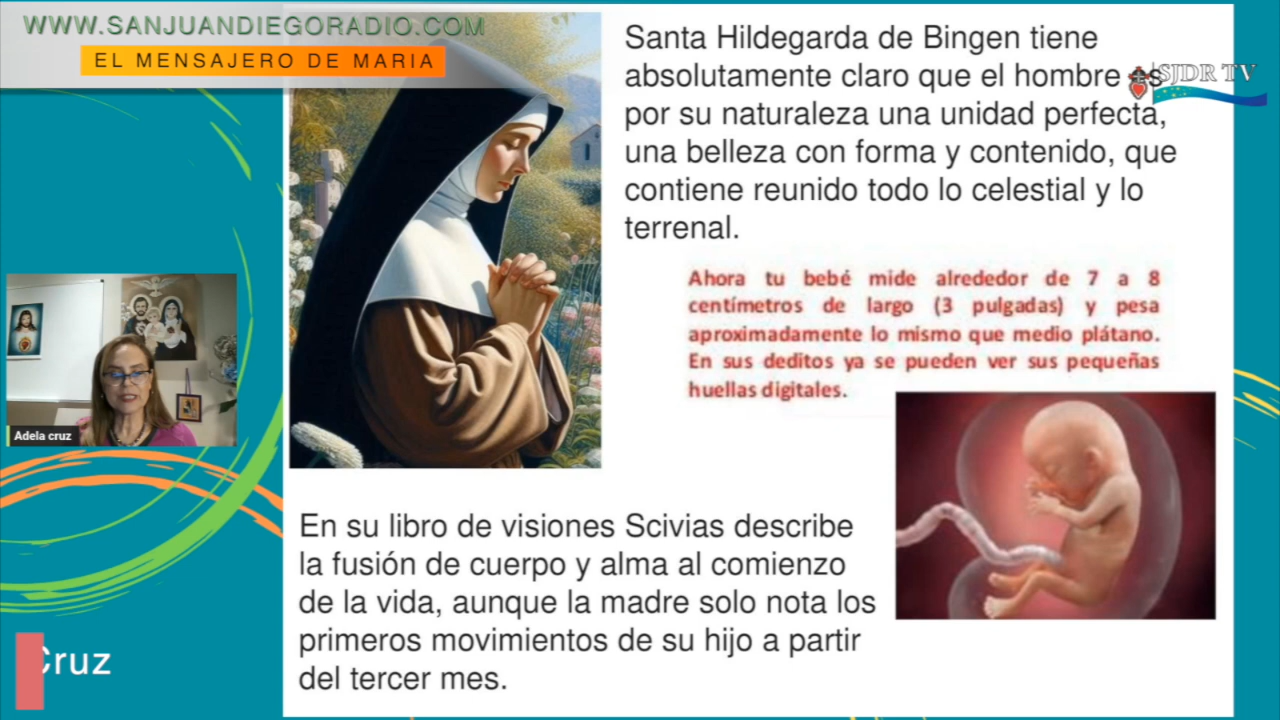 WWW.SANJUANDIEGORADIO.COM
EL MENSAJERO DE MARIA
SJDR TV
Santa Hildegarda de Bingen tiene
absolutamente claro que el hombre es
por su naturaleza una unidad perfecta,
una belleza con forma y contenido, que
contiene reunido todo lo celestial y lo
terrenal.
Ahora tu bebé mide alrededor de 7 a 8
centímetros de largo (3 pulgadas) y pesa
aproximadamente lo mismo que medio plátano.
En sus deditos ya se pueden ver sus pequeñas
huellas digitales.
Adela cruz
En su libro de visiones Scivias describe
la fusión de cuerpo y alma al comienzo
de la vida, aunque la madre solo nota los
primeros movimientos de su hijo a partir
del tercer mes.
Cruz